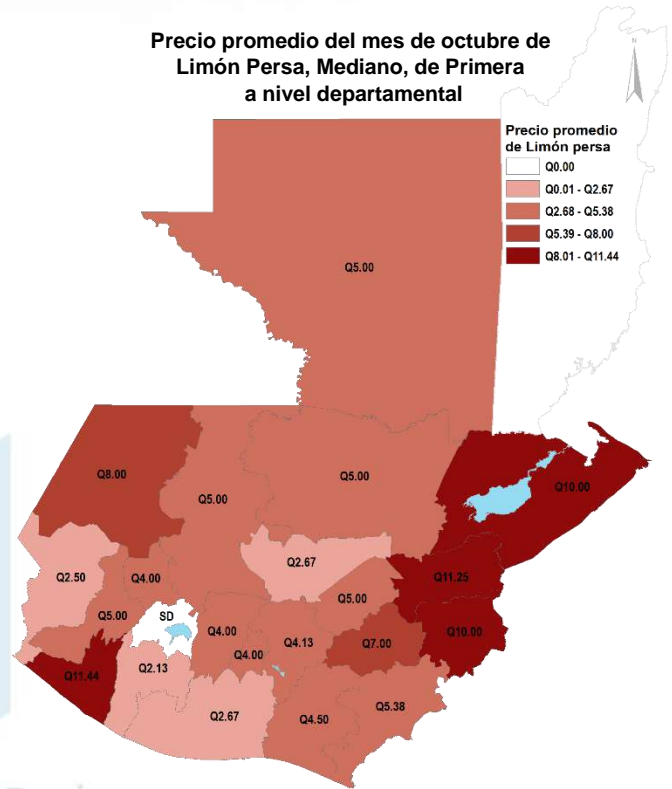 Precio promedio del mes de octubre de
Limón Persa, Mediano, de Primera
a nivel departamental
N
Precio promedio
de Limón persa
Q0.00
Q0.01 - Q2.67
Q2.68 - Q5.38
Q5.39 - Q8.00
Q8.01 - Q11.44
Q5.00
Q8.00
Q5.00
Q5.00
Q10.00
Q2.67
Q2.50
Q4.00
Q11.25
Q5.00
Q5.00
SD
Q4.00
Q4.13
Q7.00
Q10.00
Q4.00
Q2.13
Q11.44
Q5.38
Q2.67
Q4.50